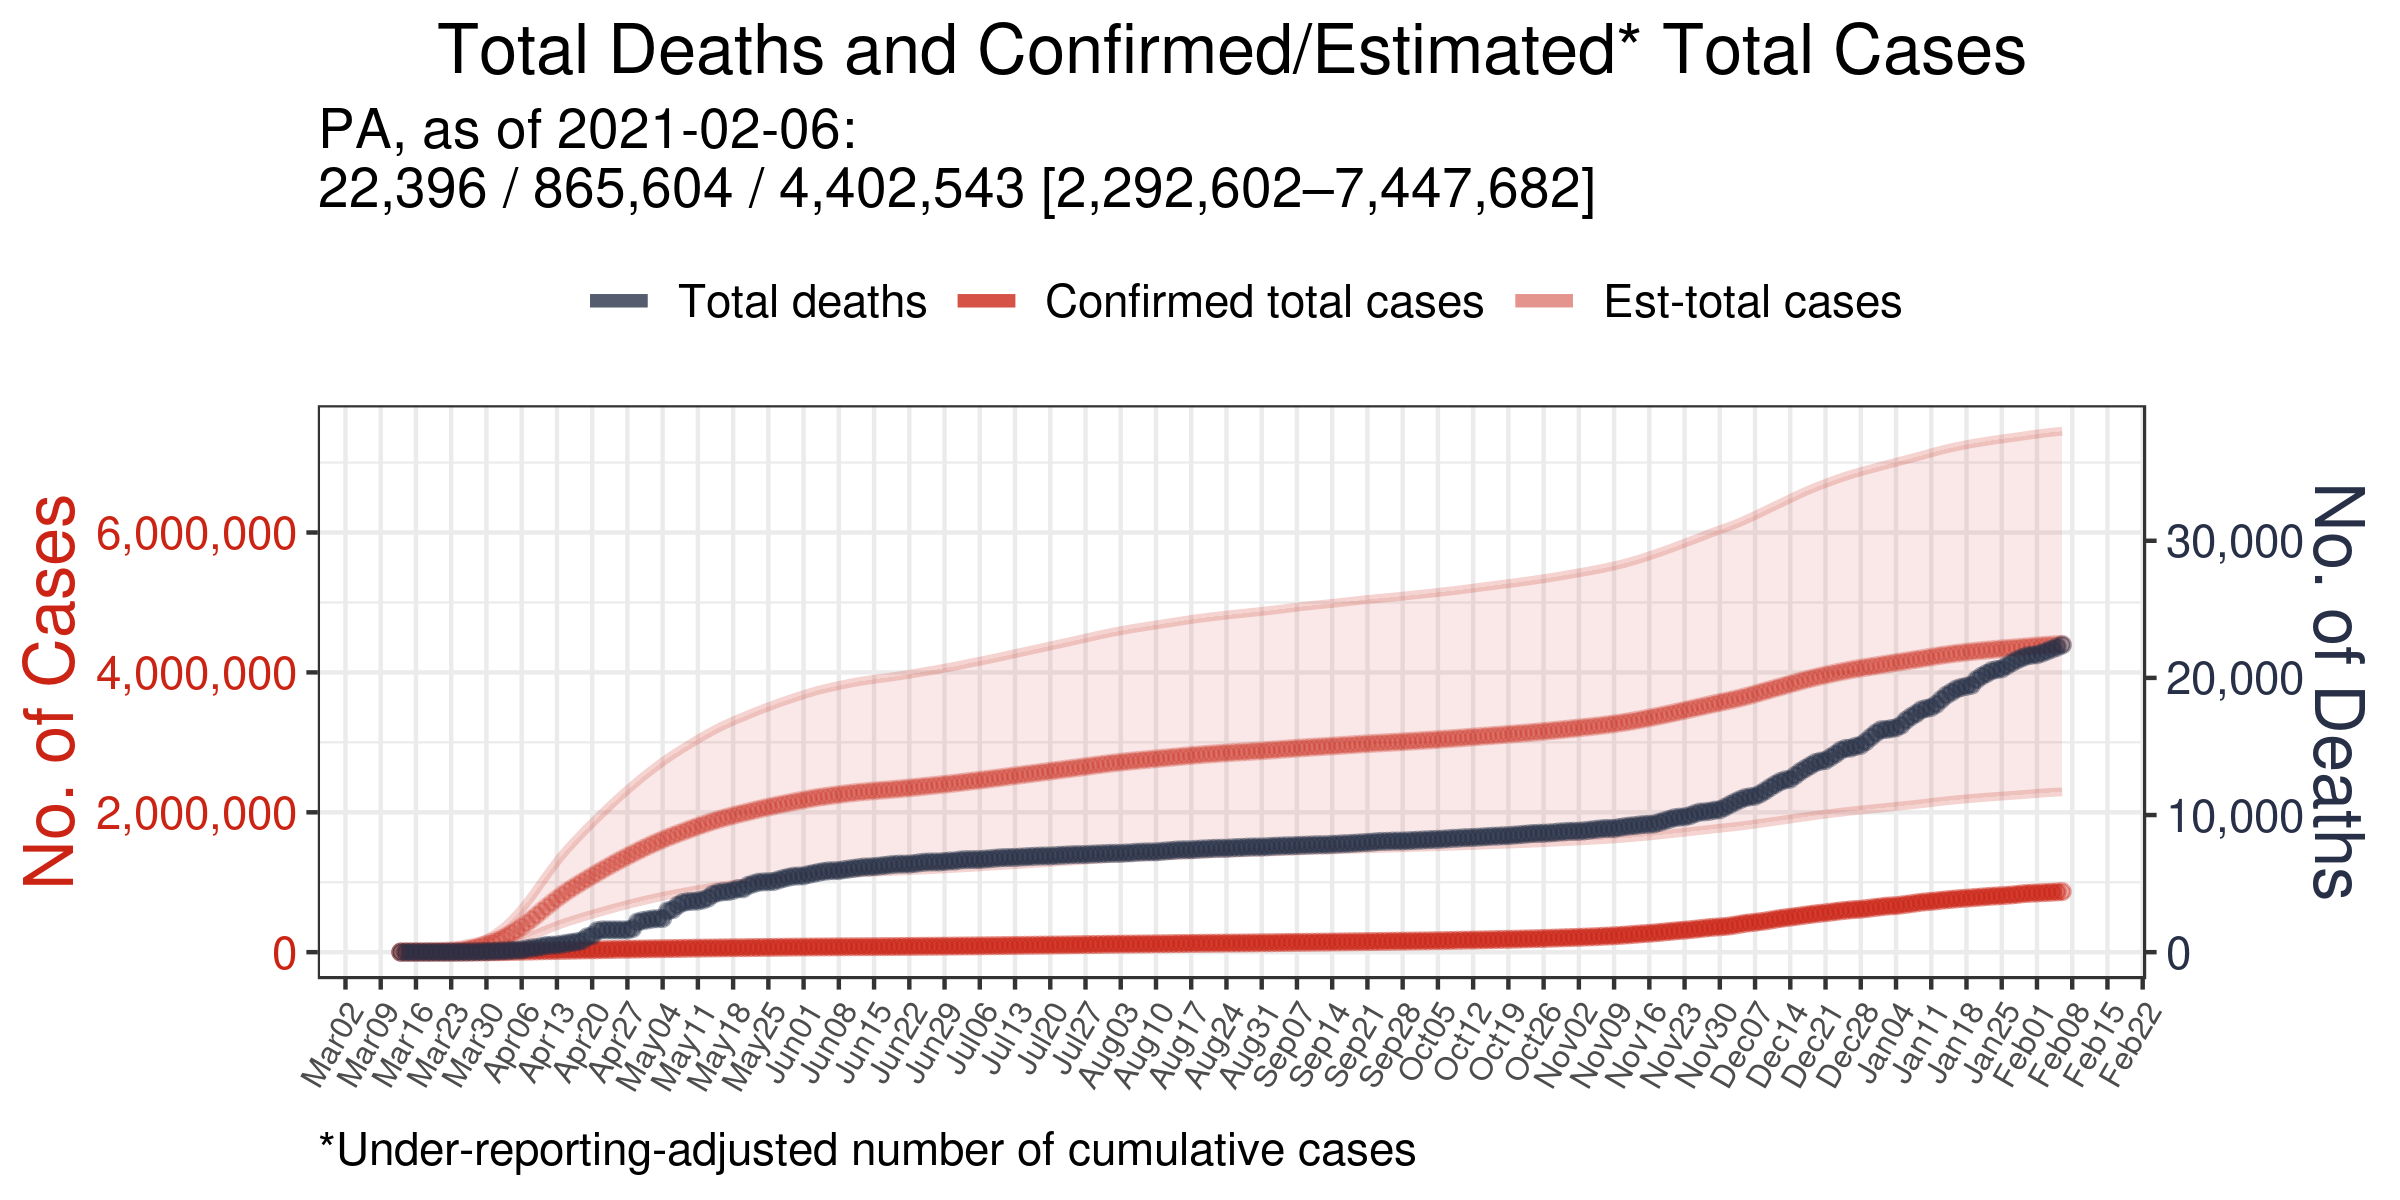 Total Deaths and Confirmed/Estimated* Total Cases
PA, as of 2021-02-06:
22,396 / 865,604 / 4,402,543 [2,292,602–7,447,682]
Total deaths
Confirmed total cases
Est-total cases
No. of Cases
6,000,000
4,000,000
2,000,000
0
30,000
20,000
10,000
0
No. of Deaths
Mar02
Mar09
Mar16
Mar23
Mar30
Apr06
Apr13
Apr20
Apr27
May04
May11
May18
May25
Jun01
Jun08
Jun15
Jun22
Jun29
Jul06
Jul13
Jul20
Jul27
Aug03
Aug10
Aug17
Aug24
Aug31
Sep07
Sep14
Sep21
Sep28
Oct05
Oct12
Oct19
Oct26
Nov02
Nov09
Nov16
Nov23
Nov30
Dec07
Dec14
Dec21
Dec28
Jan04
Jan11
Jan18
Jan25
Feb01
Feb08
Feb15
Feb22
*Under-reporting-adjusted number of cumulative cases